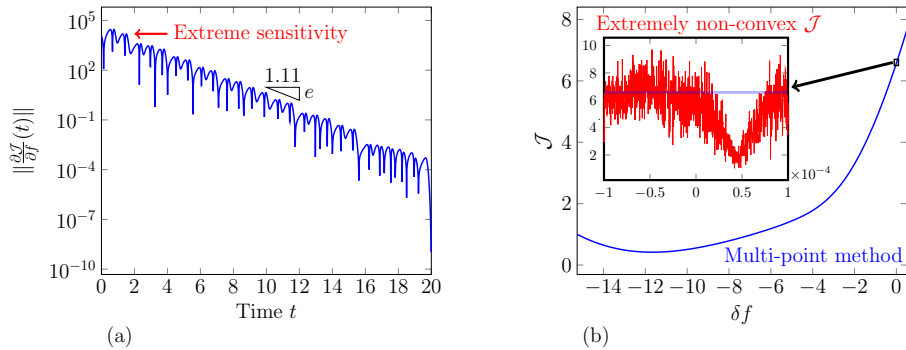 10^5
10^2
10^−1
10^−4
10^−7
10^−10
‖∂𝒥/∂f (t)‖
Extreme sensitivity
1.11
e
0 2 4 6 8 10 12 14 16 18 20
Time t
(a)
8
6
4
2
0
𝒥
Extremely non-convex 𝒥
10
8
6
4
2
−1 −0.5 0 0.5 1
×10^−4
Multi-point method
−14 −12 −10 −8 −6 −4 −2 0
δf
(b)